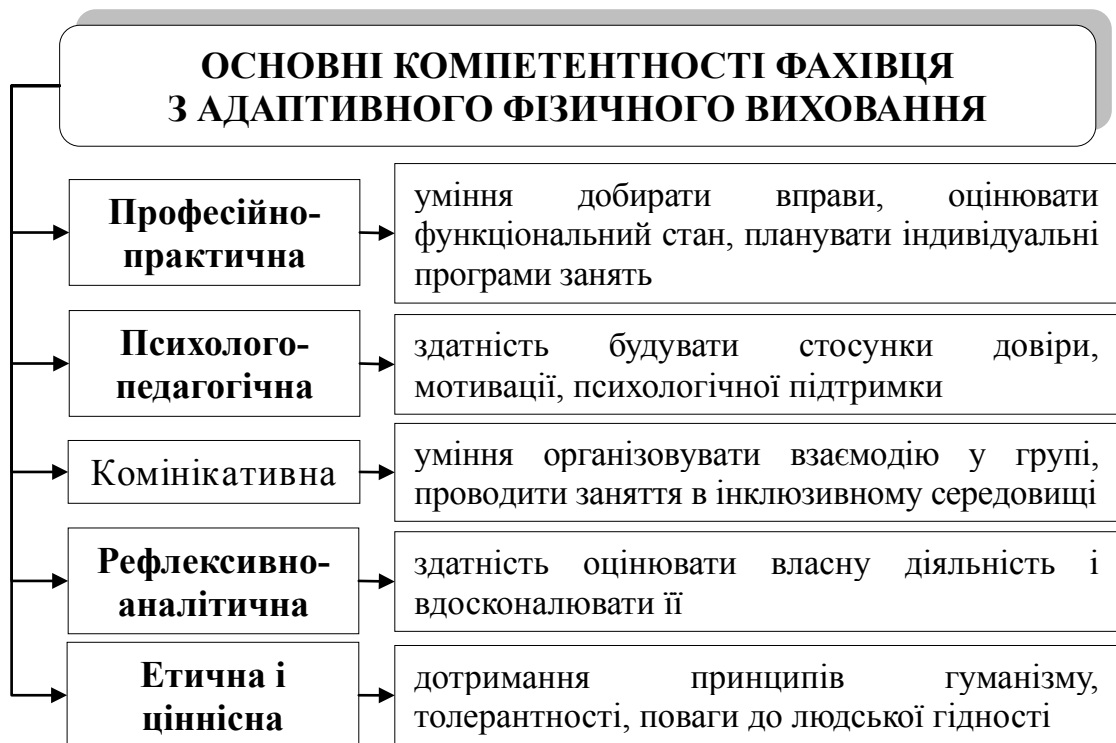 ОСНОВНІ КОМПЕТЕНТНОСТІ ФАХІВЦЯ
З АДАПТИВНОГО ФІЗИЧНОГО ВИХОВАННЯ
Професійно-
практична
уміння добирати вправи, оцінювати
функціональний стан, планувати індивідуальні
програми занять
Психолого-
педагогічна
здатність будувати стосунки довіри,
мотивації, психологічної підтримки
Комінікативна
уміння організовувати взаємодію у групі,
проводити заняття в інклюзивному середовищі
Рефлексивно-
аналітична
здатність оцінювати власну діяльність і
вдосконалювати її
Етична і
ціннісна
дотримання принципів гуманізму,
толерантності, поваги до людської гідності